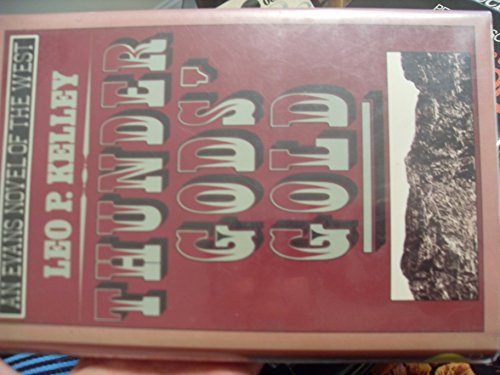 AN EVANS NOVEL OF THE WEST
LEO P. KELLEY
THUNDER
GODS'
GOLD